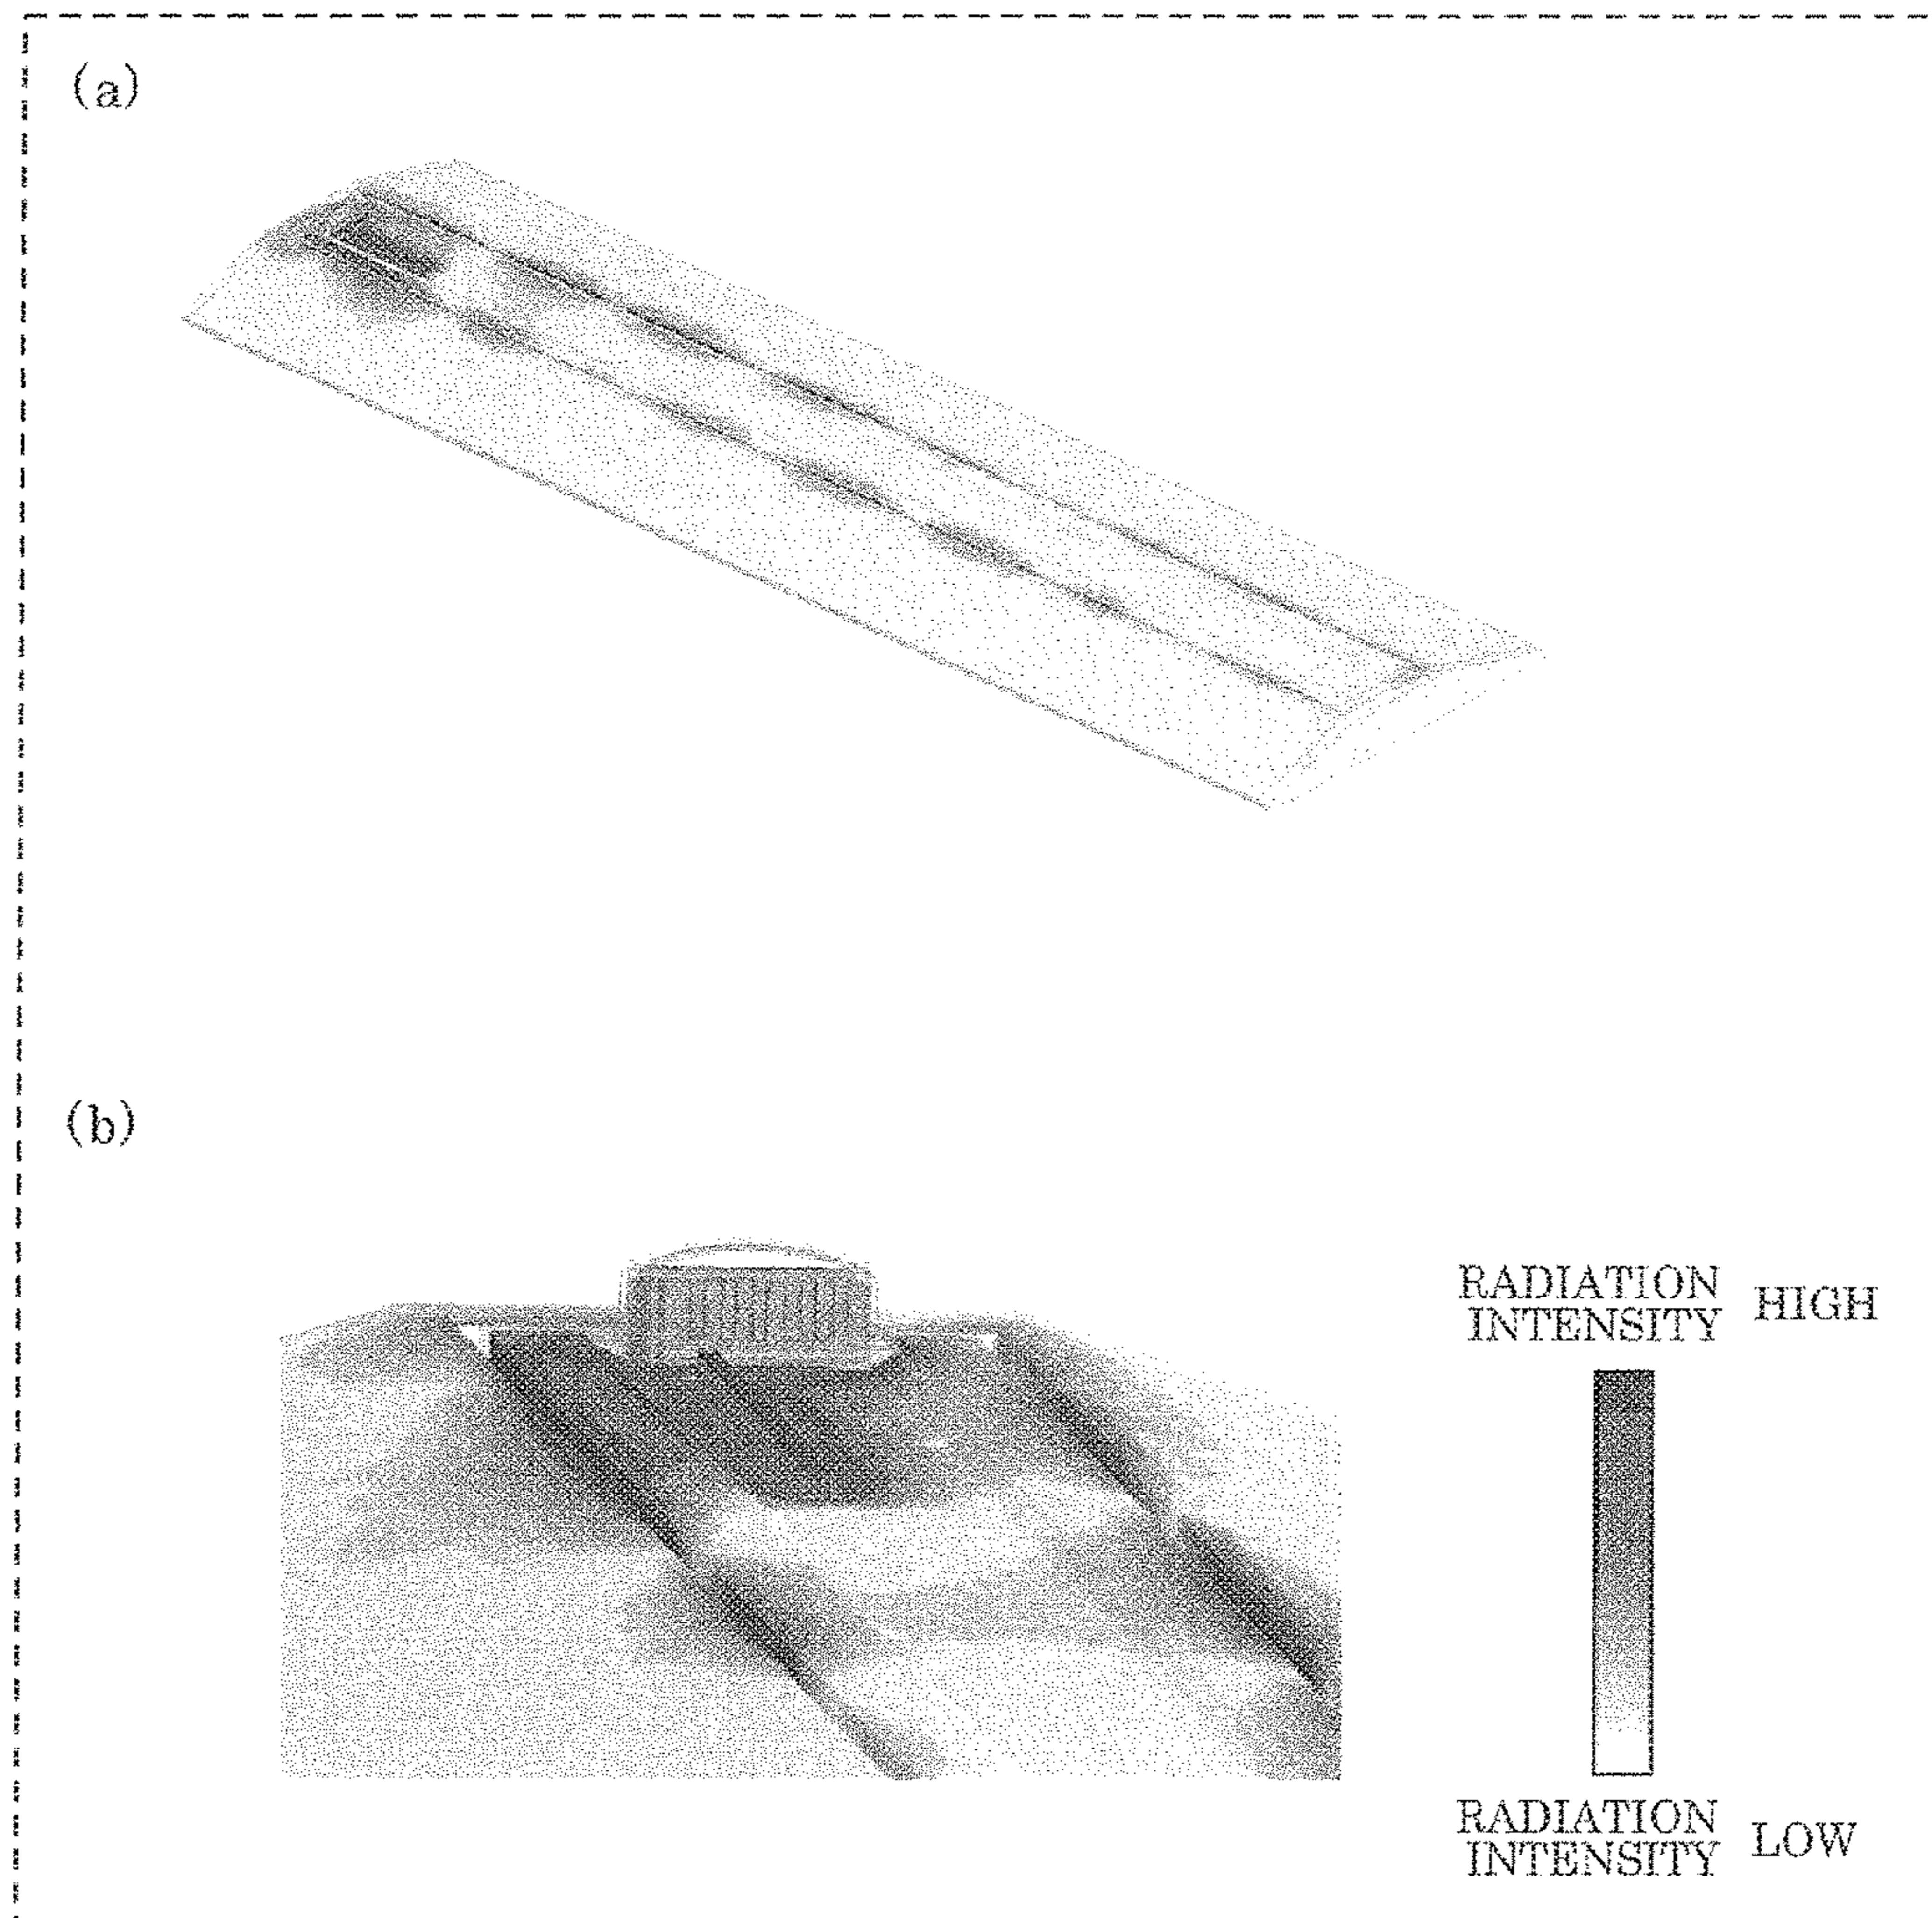 (a)
(b)
RADIATION
INTENSITY HIGH
RADIATION
INTENSITY LOW